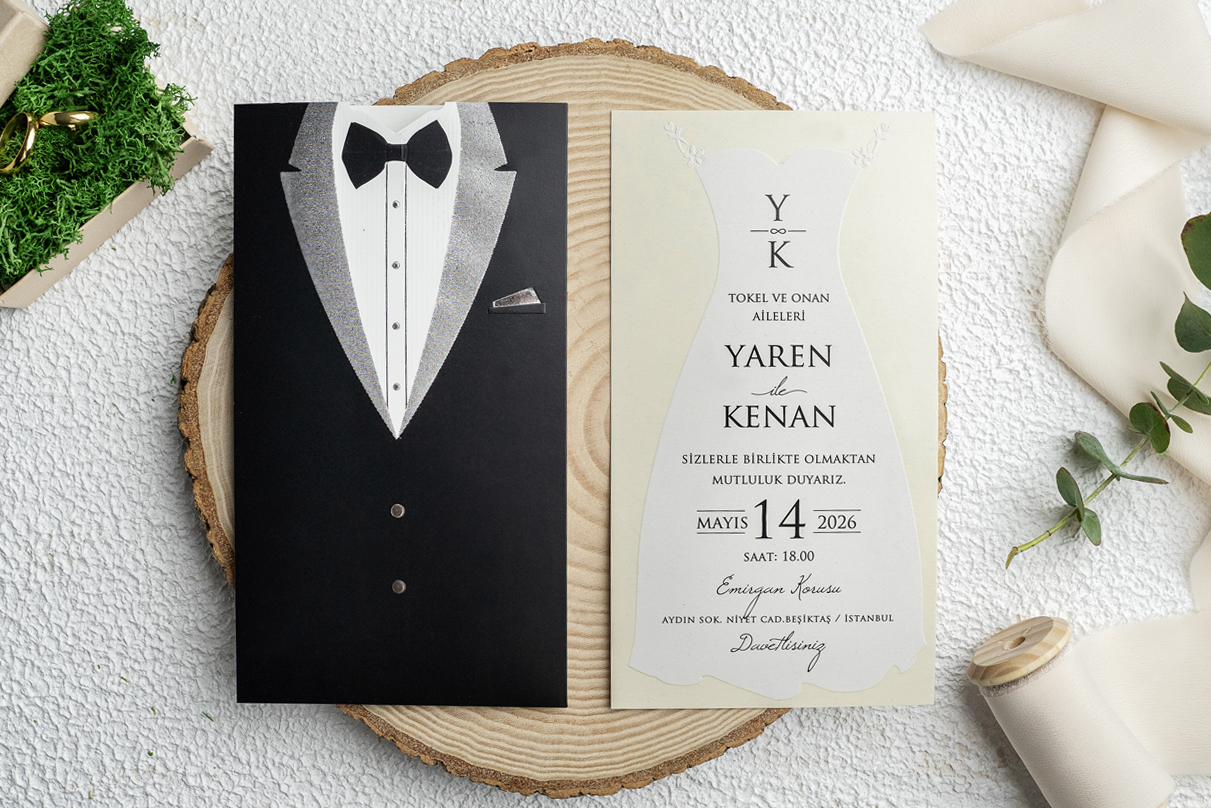 Y
∞
K
TOKEL VE ONAN
AİLELERİ
YAREN
ile
KENAN
SİZLERLE BİRLİKTE OLMAKTAN
MUTLULUK DUYARIZ.
MAYIS 14 2026
SAAT: 18.00
Emirgan Korusu
AYDIN SOK. NİYET CAD.BEŞİKTAŞ / İSTANBUL
Davetlisiniz